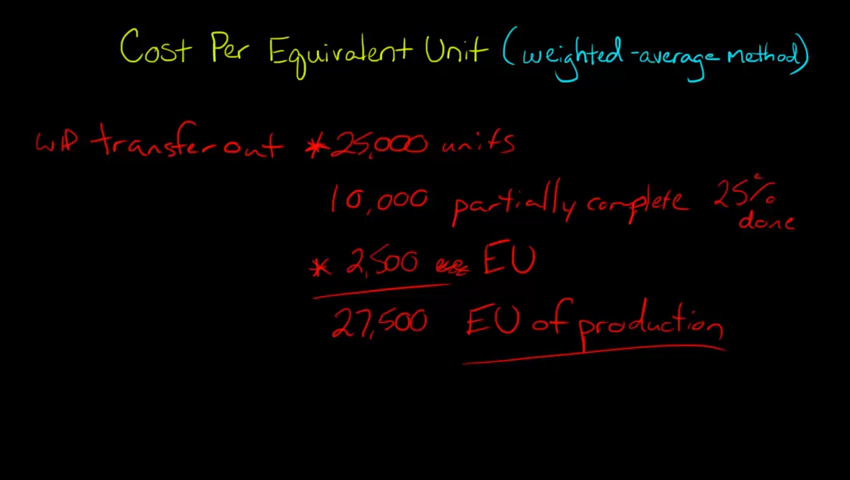 Cost Per Equivalent Unit (weighted-average method)
WIP transfer out * 25,000 units
10,000 partially complete 25% done
* 2,500 EU
27,500 EU of production